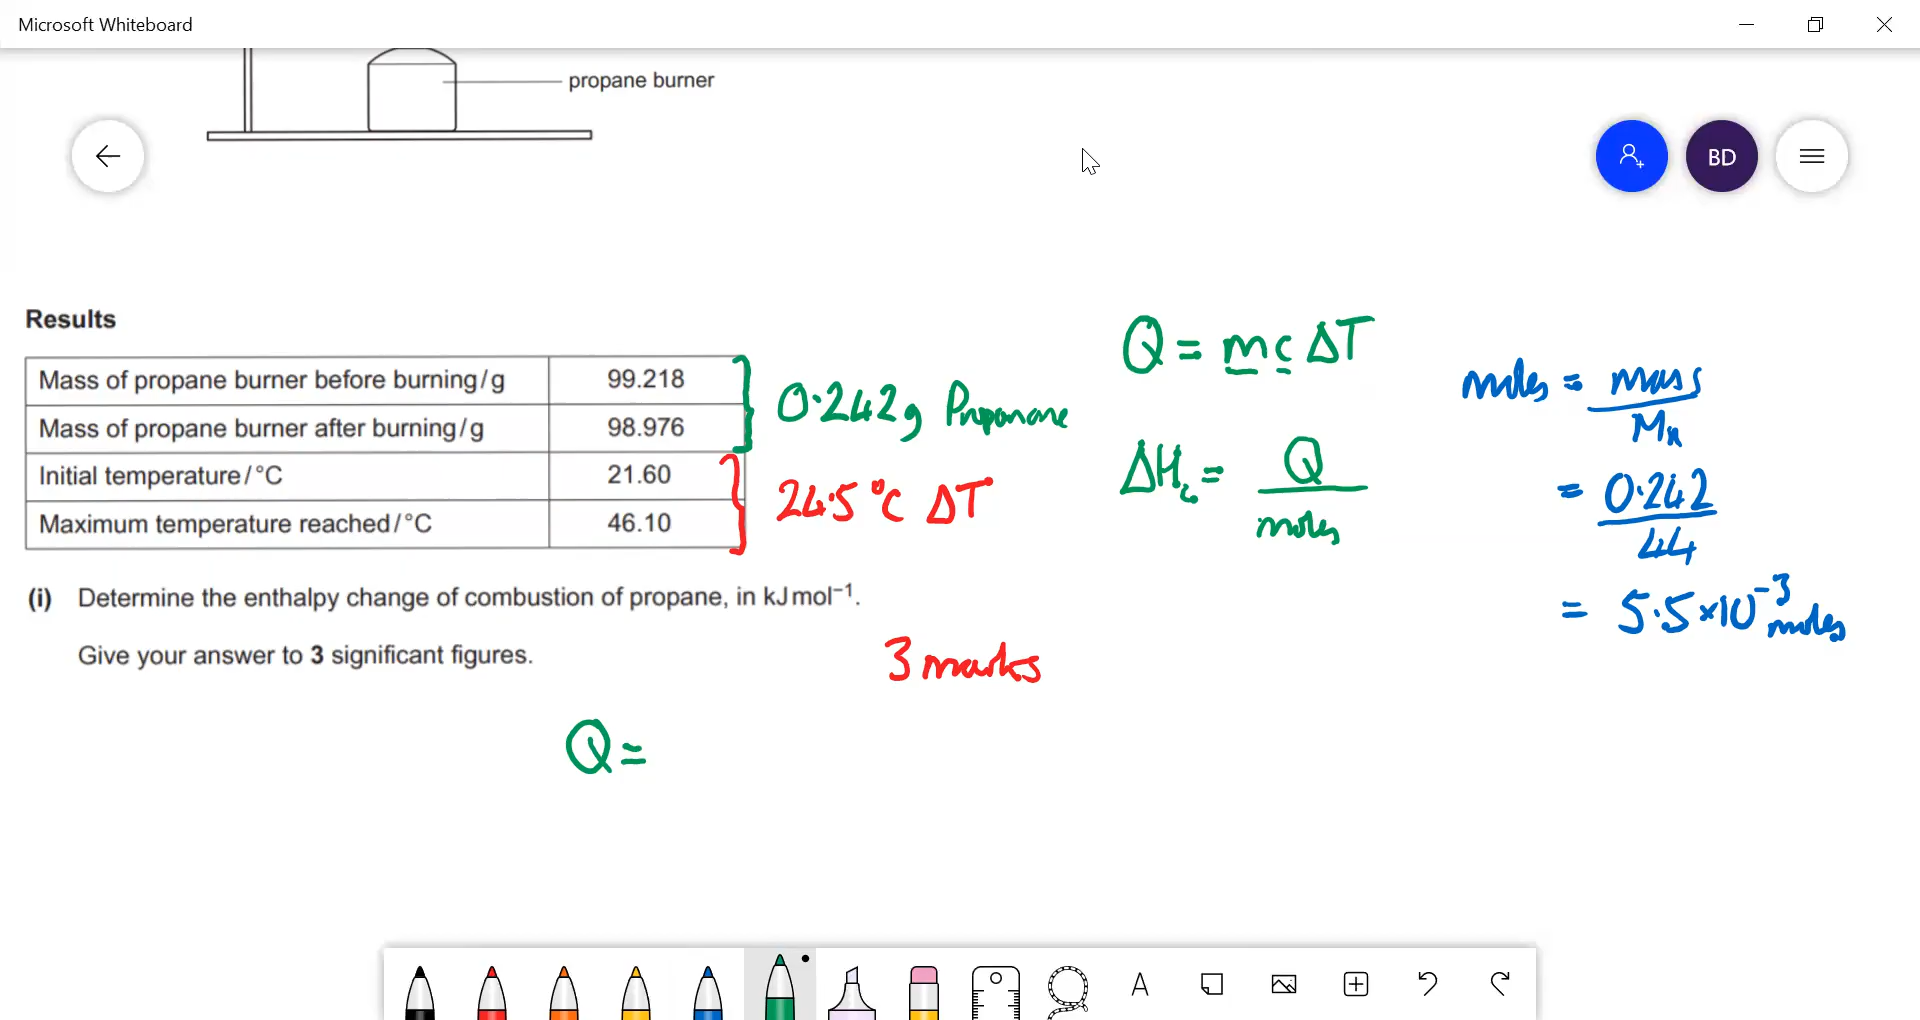 Microsoft Whiteboard
propane burner
BD
Results
Mass of propane burner before burning/g 99.218
Mass of propane burner after burning/g 98.976
Initial temperature/°C 21.60
Maximum temperature reached/°C 46.10
0.242g Propanone
24.5°C ΔT
Q = mcΔT
ΔHc = Q
moles
moles = mass
Mr
= 0.242
44
= 5.5×10⁻³ moles
(i) Determine the enthalpy change of combustion of propane, in kJ mol⁻¹.
Give your answer to 3 significant figures.
3 marks
Q =
A